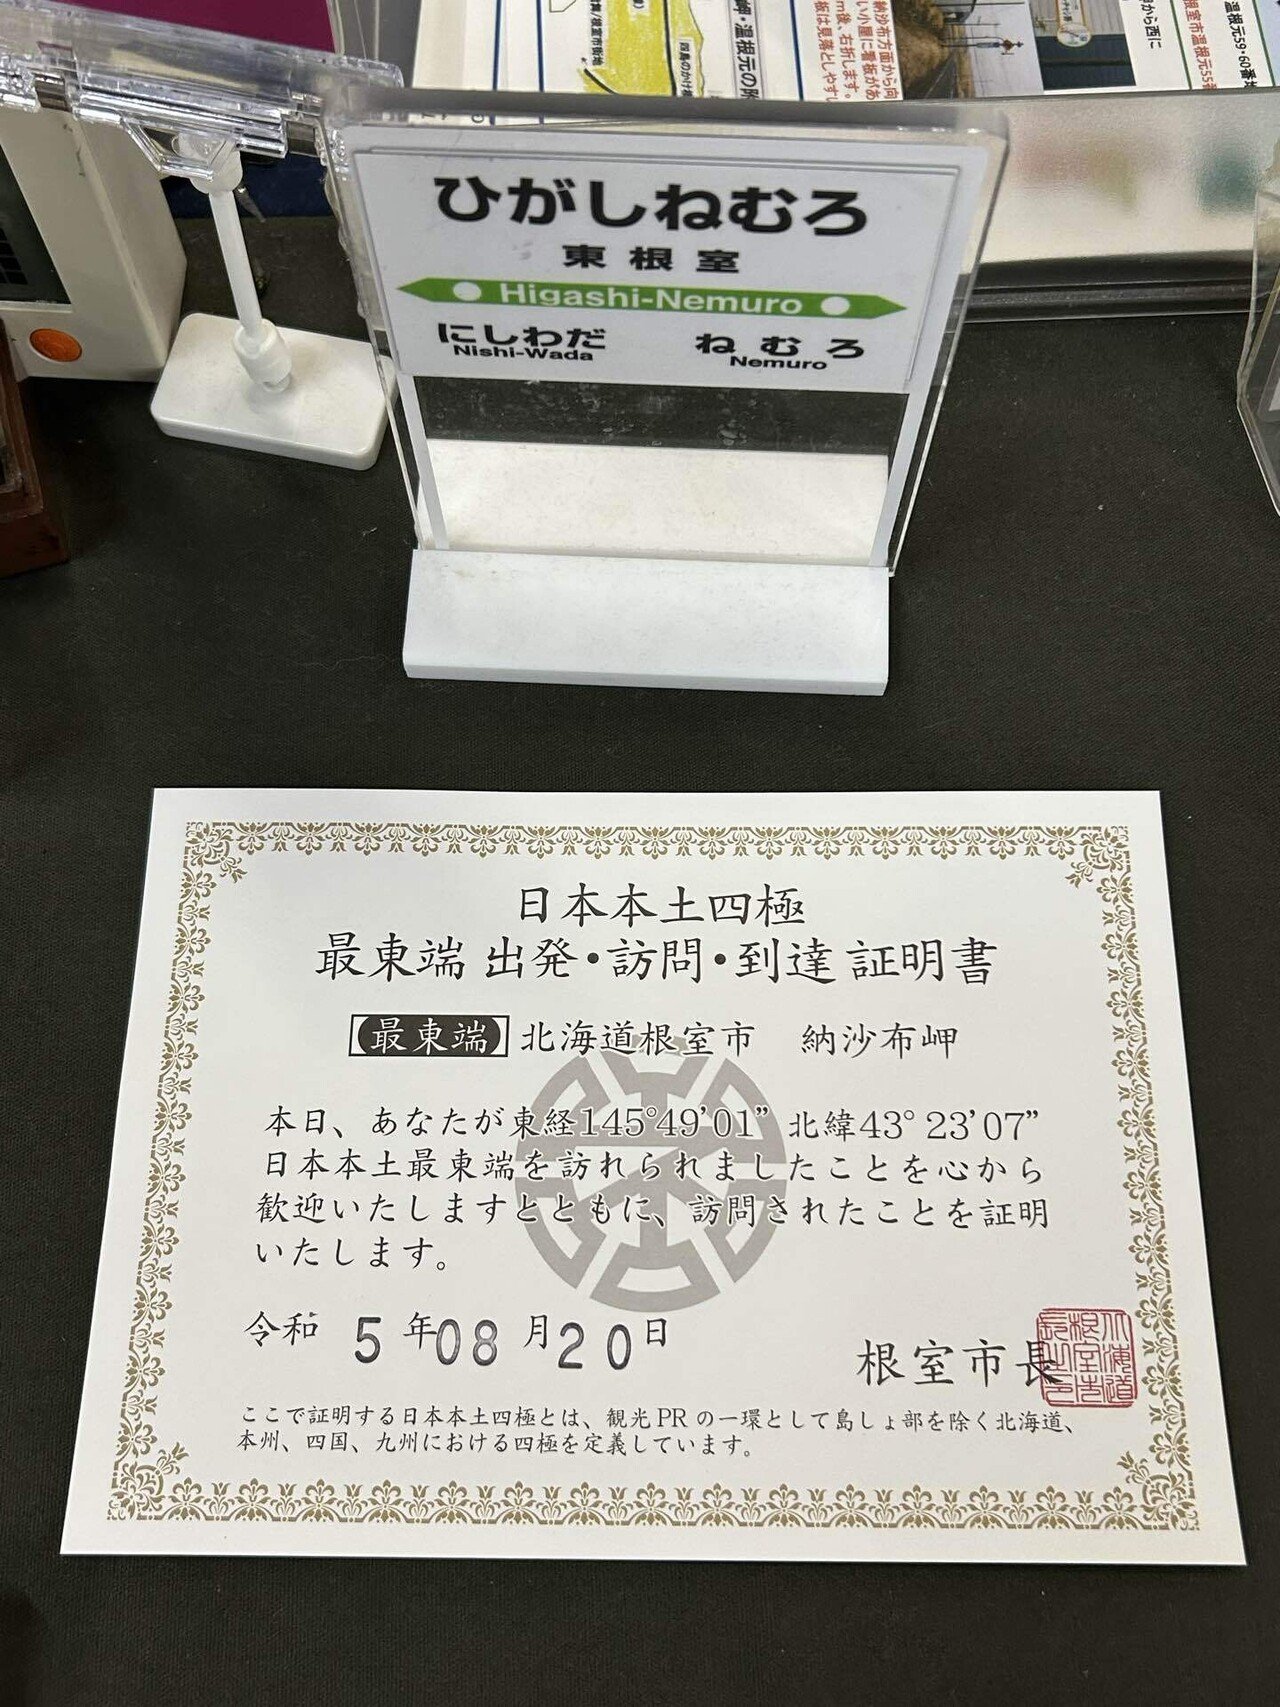 ひがしねむろ
東根室
Higashi-Nemuro
にしわだ ねむろ
Nishi-Wada Nemuro
日本本土四極
最東端 出発・訪問・到達 証明書
【最東端】北海道根室市 納沙布岬
本日、あなたが東経145°49’01” 北緯43°23’07”
日本本土最東端を訪れられましたことを心から
歓迎いたしますとともに、訪問されたことを証明
いたします。
令和 5 年08 月20日
根室市長
ここで証明する日本本土四極とは、観光PRの一環として島しょ部を除く北海道、
本州、四国、九州における四極を定義しています。